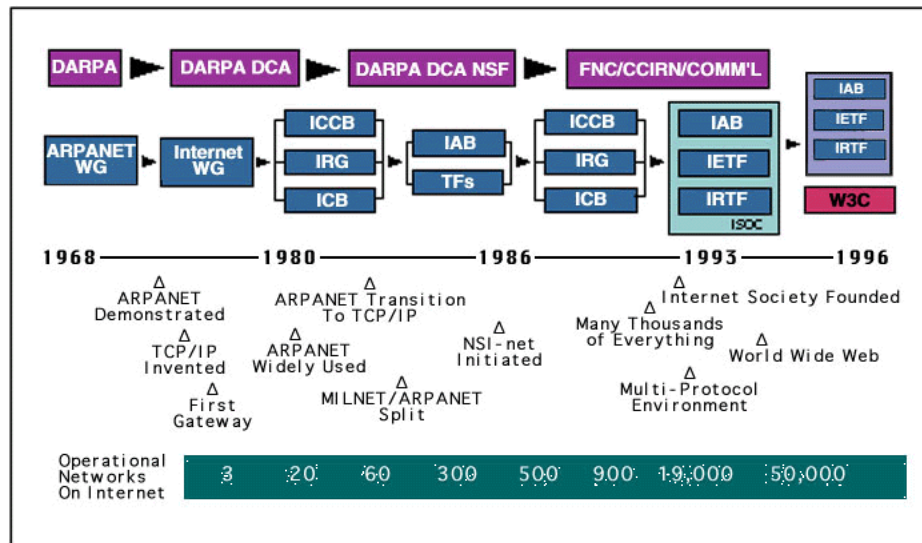 DARPA
DARPA DCA
DARPA DCA NSF
FNC/CCIRN/COMM'L
ARPANET
WG
Internet
WG
ICCB
IRG
ICB
IAB
TFs
ICCB
IRG
ICB
IAB
IETF
IRTF
ISOC
IAB
IETF
IRTF
W3C
1968
1980
1986
1993
1996
ARPANET
Demonstrated
TCP/IP
Invented
First
Gateway
ARPANET Transition
To TCP/IP
ARPANET
Widely Used
MILNET/ARPANET
Split
NSI-net
Initiated
Internet Society Founded
Many Thousands
of Everything
World Wide Web
Multi-Protocol
Environment
Operational
Networks
On Internet
3 20 60 300 500 900 19,000 50,000